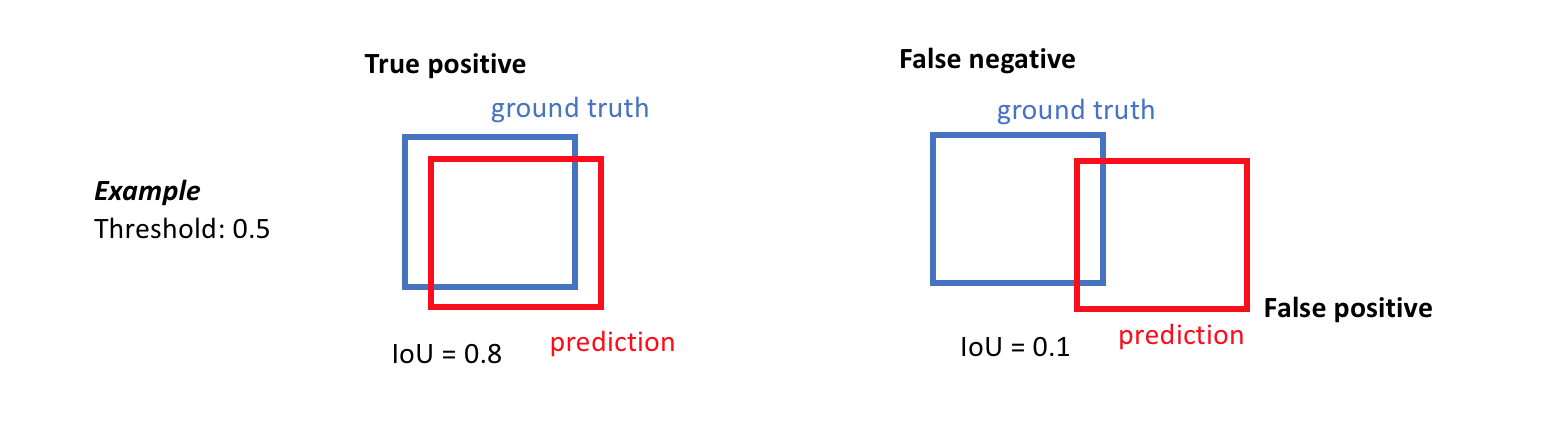 True positive
ground truth
Example
Threshold: 0.5
IoU = 0.8
prediction
False negative
ground truth
False positive
prediction
IoU = 0.1